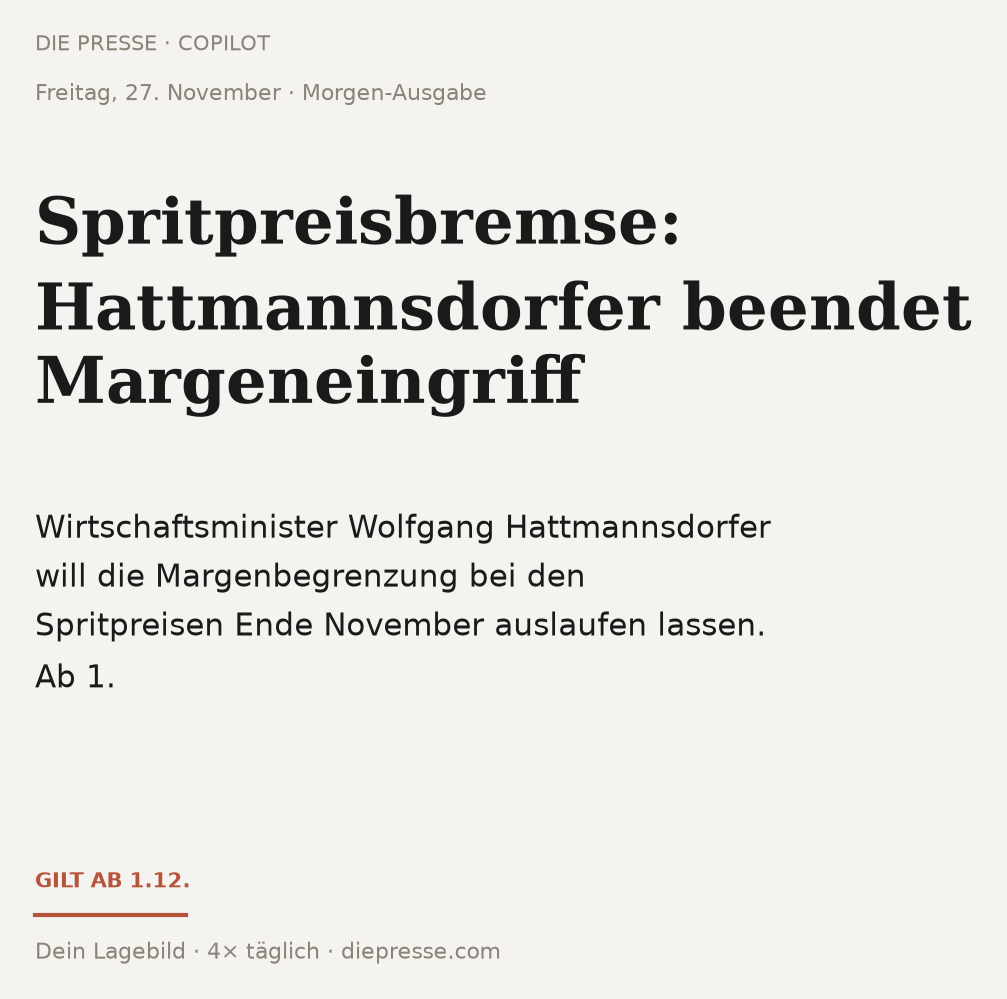 DIE PRESSE · COPILOT
Freitag, 27. November · Morgen-Ausgabe
Spritpreisbremse:
Hattmannsdorfer beendet
Margeneingriff
Wirtschaftsminister Wolfgang Hattmannsdorfer
will die Margenbegrenzung bei den
Spritpreisen Ende November auslaufen lassen.
Ab 1.
GILT AB 1.12.
Dein Lagebild · 4× täglich · diepresse.com